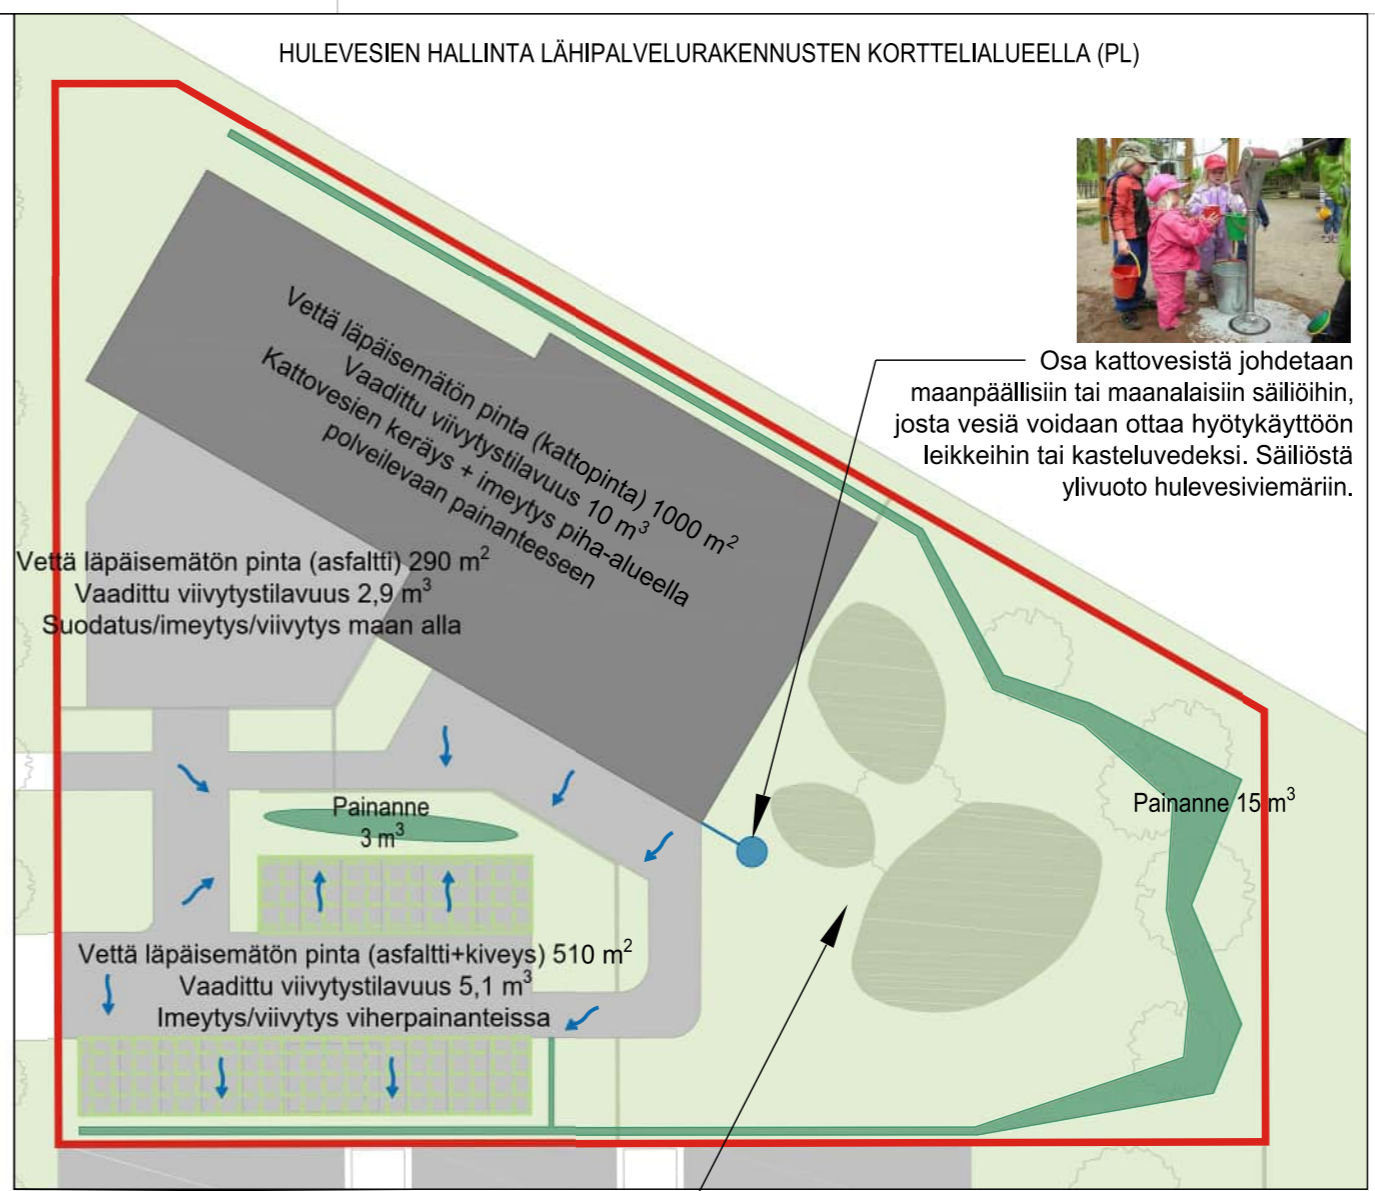 HULEVESIEN HALLINTA LÄHIPALVELURAKENNUSTEN KORTTELIALUEELLA (PL)
Vettä läpäisemätön pinta (kattopinta) 1000 m²
Vaadittu viivytystilavuus 10 m³
Kattovesien keräys + imeytys piha-alueella
polveilevaan painanteeseen
Osa kattovesistä johdetaan
maanpäällisiin tai maanalaisiin säiliöihin,
josta vesiä voidaan ottaa hyötykäyttöön
leikkeihin tai kasteluvedeksi. Säiliöstä
ylivuoto hulevesiviemäriin.
Vettä läpäisemätön pinta (asfaltti) 290 m²
Vaadittu viivytystilavuus 2,9 m³
Suodatus/imeytys/viivytys maan alla
Painanne
3 m³
Painanne 15 m³
Vettä läpäisemätön pinta (asfaltti+kiveys) 510 m²
Vaadittu viivytystilavuus 5,1 m³
Imeytys/viivytys viherpainanteissa